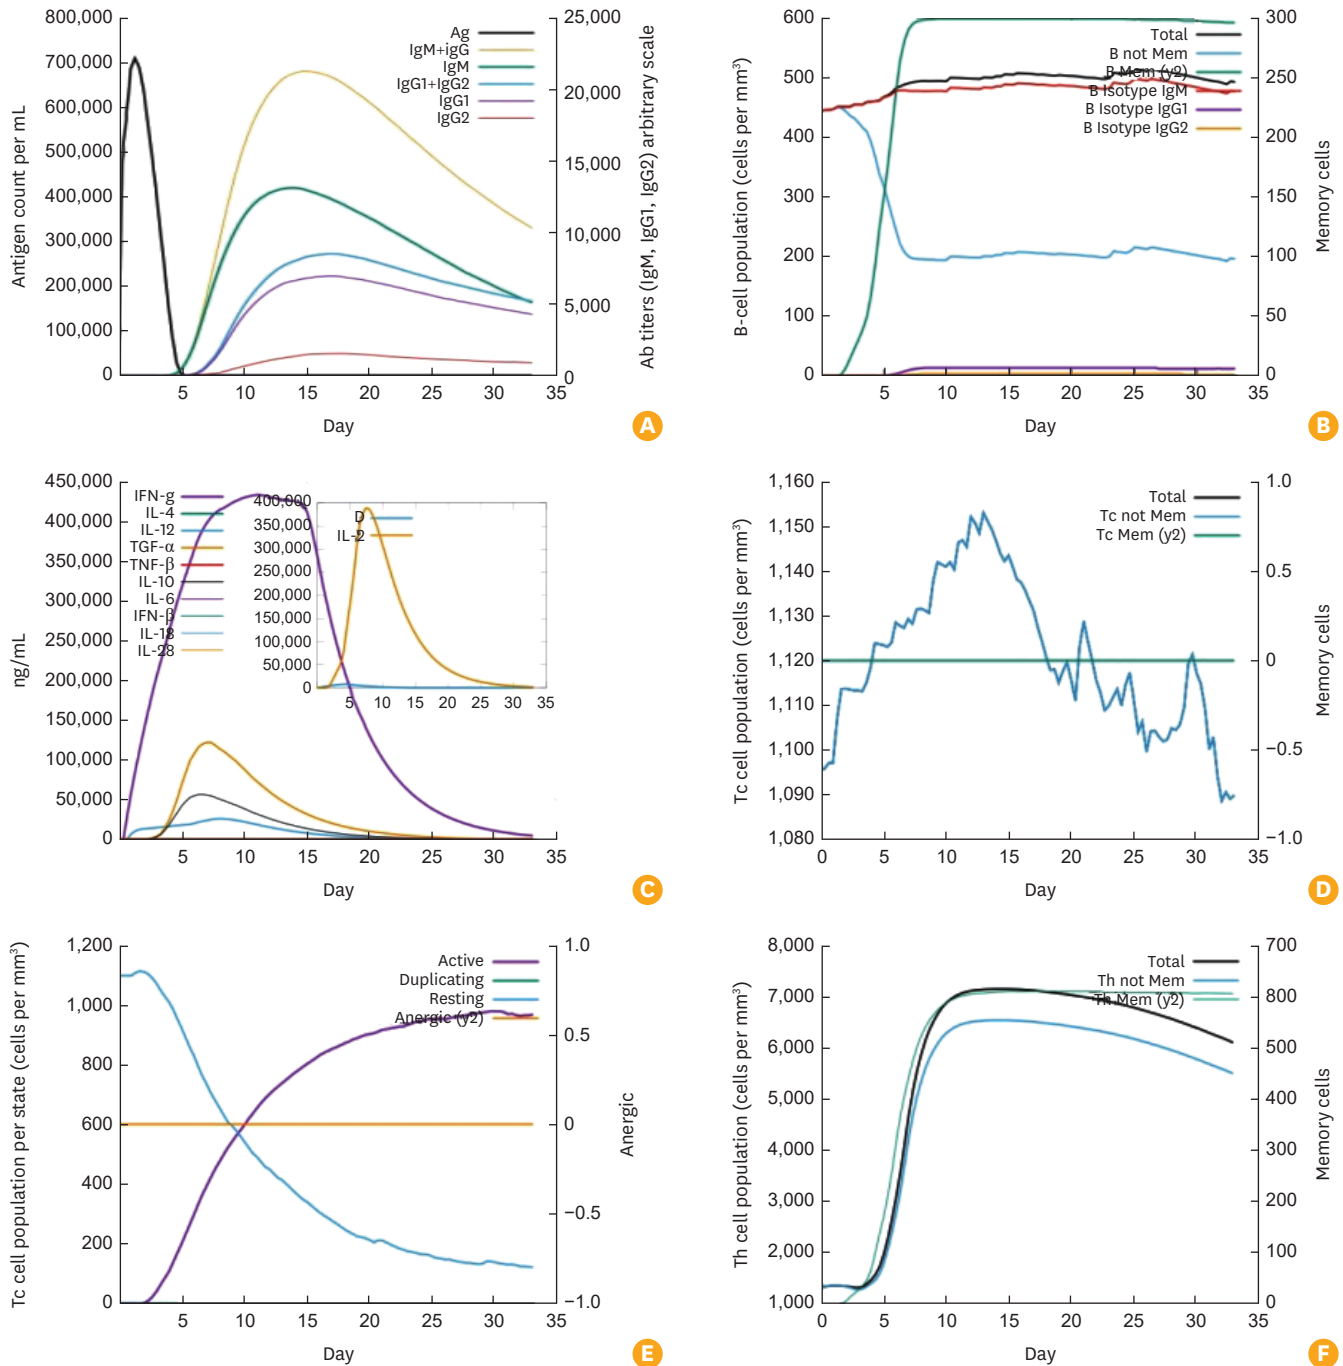 800,000
700,000
600,000
500,000
400,000
300,000
200,000
100,000
0
Antigen count per mL
25,000
20,000
15,000
10,000
5,000
0
Ab titers (IgM, IgG1, IgG2) arbitrary scale
Ag
IgM+igG
IgM
IgG1+IgG2
IgG1
IgG2
5 10 15 20 25 30 35
Day
A
600
500
400
300
200
100
0
B-cell population (cells per mm³)
300
250
200
150
100
50
0
Memory cells
Total
B not Mem
B Mem (y2)
B Isotype IgM
B Isotype IgG1
B Isotype IgG2
5 10 15 20 25 30 35
Day
B
450,000
400,000
350,000
300,000
250,000
200,000
150,000
100,000
50,000
0
ng/mL
IFN-g
IL-4
IL-12
TGF-α
TNF-β
IL-10
IL-6
IFN-β
IL-18
IL-28
400,000
350,000
300,000
250,000
200,000
150,000
100,000
50,000
0
D
IL-2
5 10 15 20 25 30 35
5 10 15 20 25 30 35
Day
C
1,160
1,150
1,140
1,130
1,120
1,110
1,100
1,090
1,080
Tc cell population (cells per mm³)
1.0
0.5
0
−0.5
−1.0
Memory cells
Total
Tc not Mem
Tc Mem (y2)
0 5 10 15 20 25 30 35
Day
D
1,200
1,000
800
600
400
200
0
Tc cell population per state (cells per mm³)
1.0
0.5
0
−0.5
−1.0
Anergic
Active
Duplicating
Resting
Anergic (y2)
5 10 15 20 25 30 35
Day
E
8,000
7,000
6,000
5,000
4,000
3,000
2,000
1,000
Th cell population (cells per mm³)
700
800
600
500
400
300
200
100
0
Memory cells
Total
Th not Mem
Th Mem (y2)
0 5 10 15 20 25 30 35
Day
F